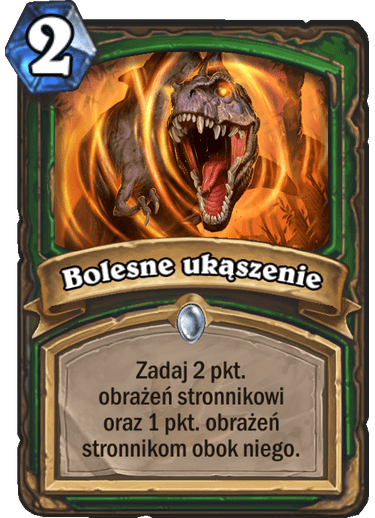 2
Bolesne ukąszenie
Zadaj 2 pkt.
obrażeń stronnikowi
oraz 1 pkt. obrażeń
stronnikom obok niego.